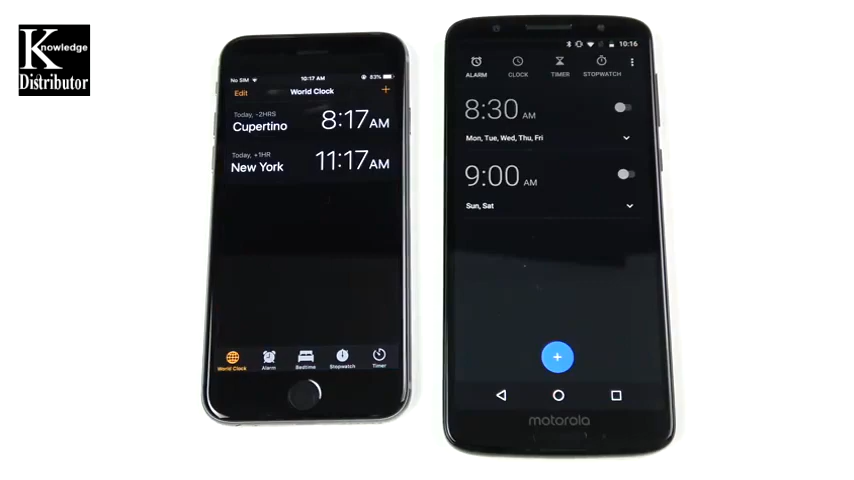 Knowledge
Distributor
No SIM
10:17 AM
83%
Edit
World Clock
+
Today, -2HRS
Cupertino
8:17AM
Today, +1HR
New York
11:17AM
World Clock
Alarm
Bedtime
Stopwatch
Timer
10:16
ALARM
CLOCK
TIMER
STOPWATCH
8:30 AM
Mon, Tue, Wed, Thu, Fri
9:00 AM
Sun, Sat
+
motorola